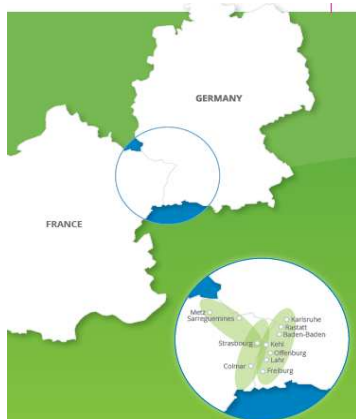 GERMANY
FRANCE
Metz
Sarreguemines
Karlsruhe
Rastatt
Baden-Baden
Strasbourg
Kehl
Offenburg
Lahr
Colmar
Freiburg